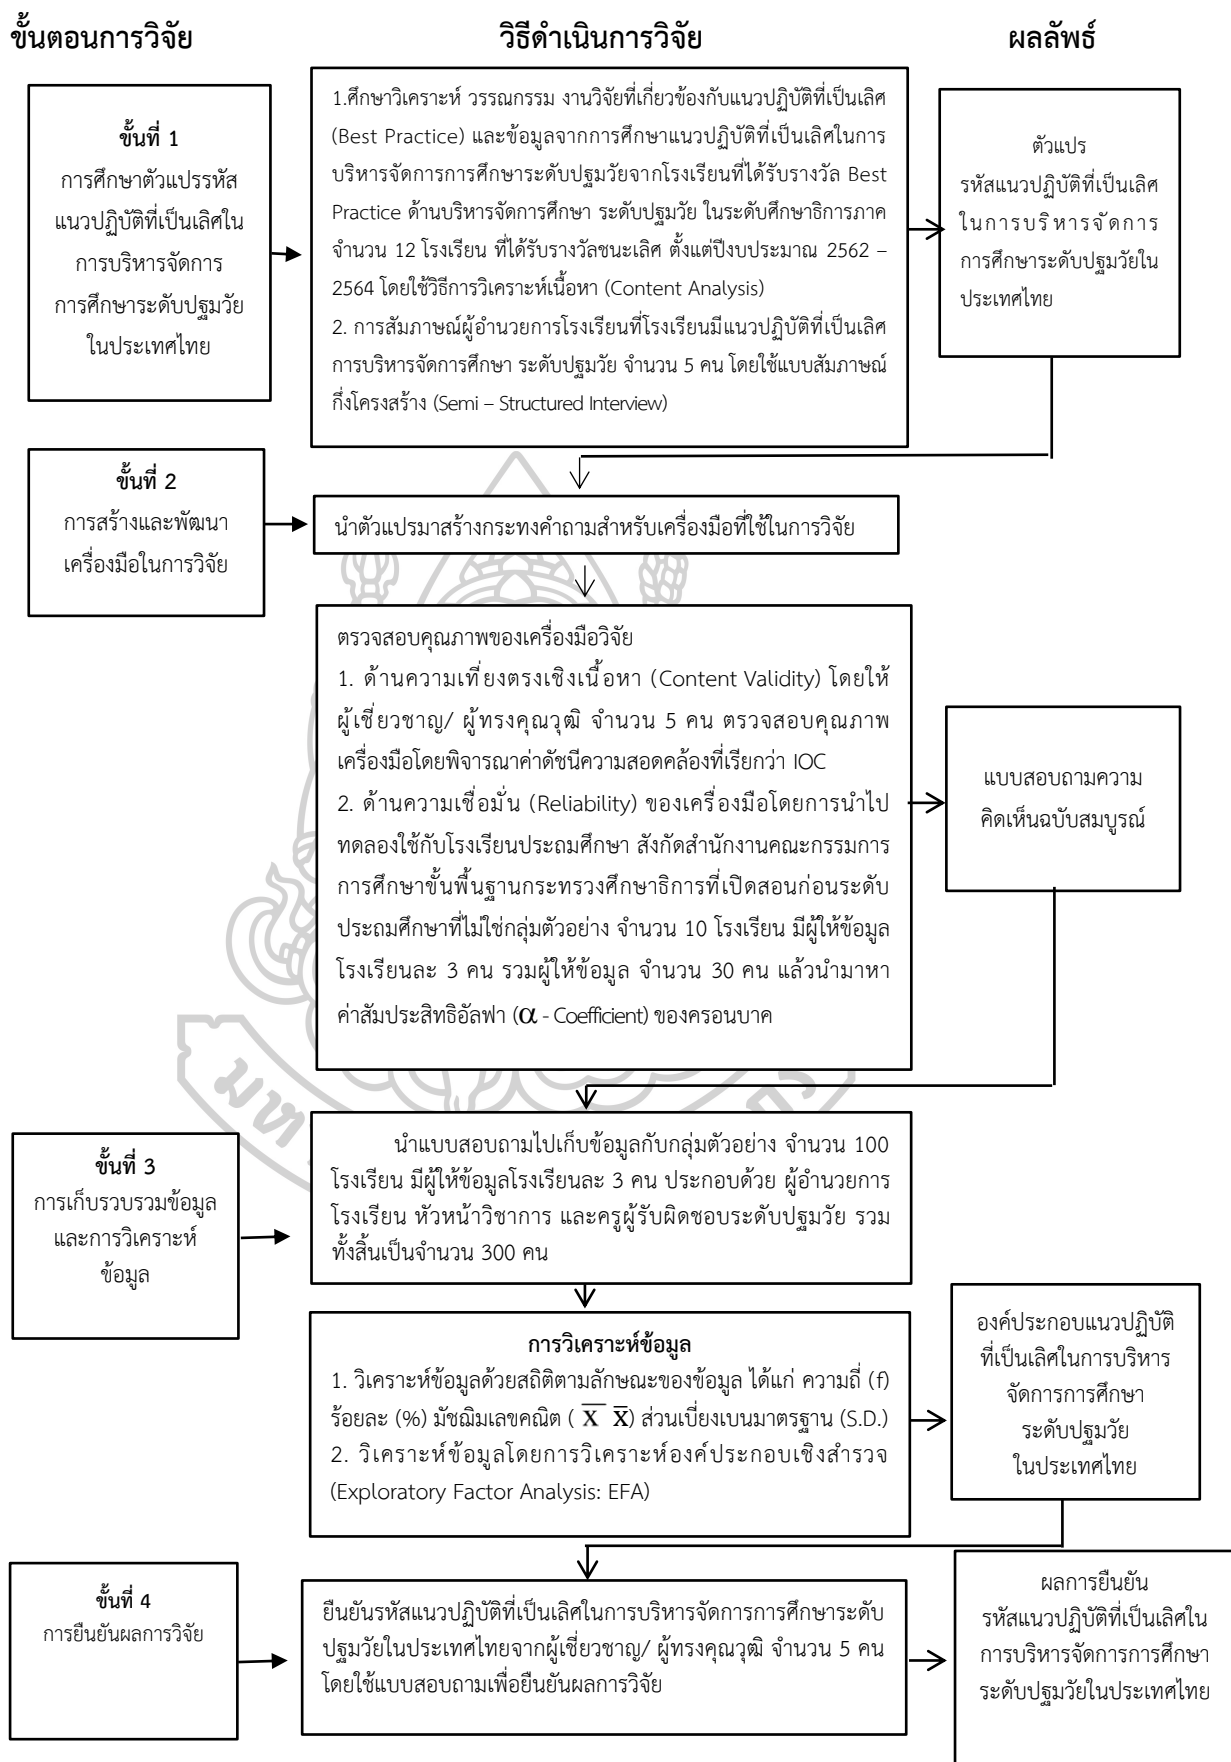 ขั้นตอนการวิจัย
วิธีดำเนินการวิจัย
ผลลัพธ์
ขั้นที่ 1
การศึกษาตัวแปรรหัส
แนวปฏิบัติที่เป็นเลิศใน
การบริหารจัดการ
การศึกษาระดับปฐมวัย
ในประเทศไทย
1.ศึกษาวิเคราะห์ วรรณกรรม งานวิจัยที่เกี่ยวข้องกับแนวปฏิบัติที่เป็นเลิศ
(Best Practice) และข้อมูลจากการศึกษาแนวปฏิบัติที่เป็นเลิศในการ
บริหารจัดการการศึกษาระดับปฐมวัยจากโรงเรียนที่ได้รับรางวัล Best
Practice ด้านบริหารจัดการศึกษา ระดับปฐมวัย ในระดับศึกษาธิการภาค
จำนวน 12 โรงเรียน ที่ได้รับรางวัลชนะเลิศ ตั้งแต่ปีงบประมาณ 2562 –
2564 โดยใช้วิธีการวิเคราะห์เนื้อหา (Content Analysis)
2. การสัมภาษณ์ผู้อำนวยการโรงเรียนที่โรงเรียนมีแนวปฏิบัติที่เป็นเลิศ
การบริหารจัดการศึกษา ระดับปฐมวัย จำนวน 5 คน โดยใช้แบบสัมภาษณ์
กึ่งโครงสร้าง (Semi – Structured Interview)
ตัวแปร
รหัสแนวปฏิบัติที่เป็นเลิศ
ในการบริหารจัดการ
การศึกษาระดับปฐมวัยใน
ประเทศไทย
ขั้นที่ 2
การสร้างและพัฒนา
เครื่องมือในการวิจัย
นำตัวแปรมาสร้างกระทงคำถามสำหรับเครื่องมือที่ใช้ในการวิจัย
ตรวจสอบคุณภาพของเครื่องมือวิจัย
1. ด้านความเที่ยงตรงเชิงเนื้อหา (Content Validity) โดยให้
ผู้เชี่ยวชาญ/ ผู้ทรงคุณวุฒิ จำนวน 5 คน ตรวจสอบคุณภาพ
เครื่องมือโดยพิจารณาค่าดัชนีความสอดคล้องที่เรียกว่า IOC
2. ด้านความเชื่อมั่น (Reliability) ของเครื่องมือโดยการนำไป
ทดลองใช้กับโรงเรียนประถมศึกษา สังกัดสำนักงานคณะกรรมการ
การศึกษาขั้นพื้นฐานกระทรวงศึกษาธิการที่เปิดสอนก่อนระดับ
ประถมศึกษาที่ไม่ใช่กลุ่มตัวอย่าง จำนวน 10 โรงเรียน มีผู้ให้ข้อมูล
โรงเรียนละ 3 คน รวมผู้ให้ข้อมูล จำนวน 30 คน แล้วนำมาหา
ค่าสัมประสิทธิอัลฟา (α - Coefficient) ของครอนบาค
แบบสอบถามความ
คิดเห็นฉบับสมบูรณ์
ขั้นที่ 3
การเก็บรวบรวมข้อมูล
และการวิเคราะห์
ข้อมูล
นำแบบสอบถามไปเก็บข้อมูลกับกลุ่มตัวอย่าง จำนวน 100
โรงเรียน มีผู้ให้ข้อมูลโรงเรียนละ 3 คน ประกอบด้วย ผู้อำนวยการ
โรงเรียน หัวหน้าวิชาการ และครูผู้รับผิดชอบระดับปฐมวัย รวม
ทั้งสิ้นเป็นจำนวน 300 คน
การวิเคราะห์ข้อมูล
1. วิเคราะห์ข้อมูลด้วยสถิติตามลักษณะของข้อมูล ได้แก่ ความถี่ (f)
ร้อยละ (%) มัชฌิมเลขคณิต ( X̅ x̅) ส่วนเบี่ยงเบนมาตรฐาน (S.D.)
2. วิเคราะห์ข้อมูลโดยการวิเคราะห์องค์ประกอบเชิงสำรวจ
(Exploratory Factor Analysis: EFA)
องค์ประกอบแนวปฏิบัติ
ที่เป็นเลิศในการบริหาร
จัดการการศึกษา
ระดับปฐมวัย
ในประเทศไทย
ขั้นที่ 4
การยืนยันผลการวิจัย
ยืนยันรหัสแนวปฏิบัติที่เป็นเลิศในการบริหารจัดการการศึกษาระดับ
ปฐมวัยในประเทศไทยจากผู้เชี่ยวชาญ/ ผู้ทรงคุณวุฒิ จำนวน 5 คน
โดยใช้แบบสอบถามเพื่อยืนยันผลการวิจัย
ผลการยืนยัน
รหัสแนวปฏิบัติที่เป็นเลิศใน
การบริหารจัดการการศึกษา
ระดับปฐมวัยในประเทศไทย